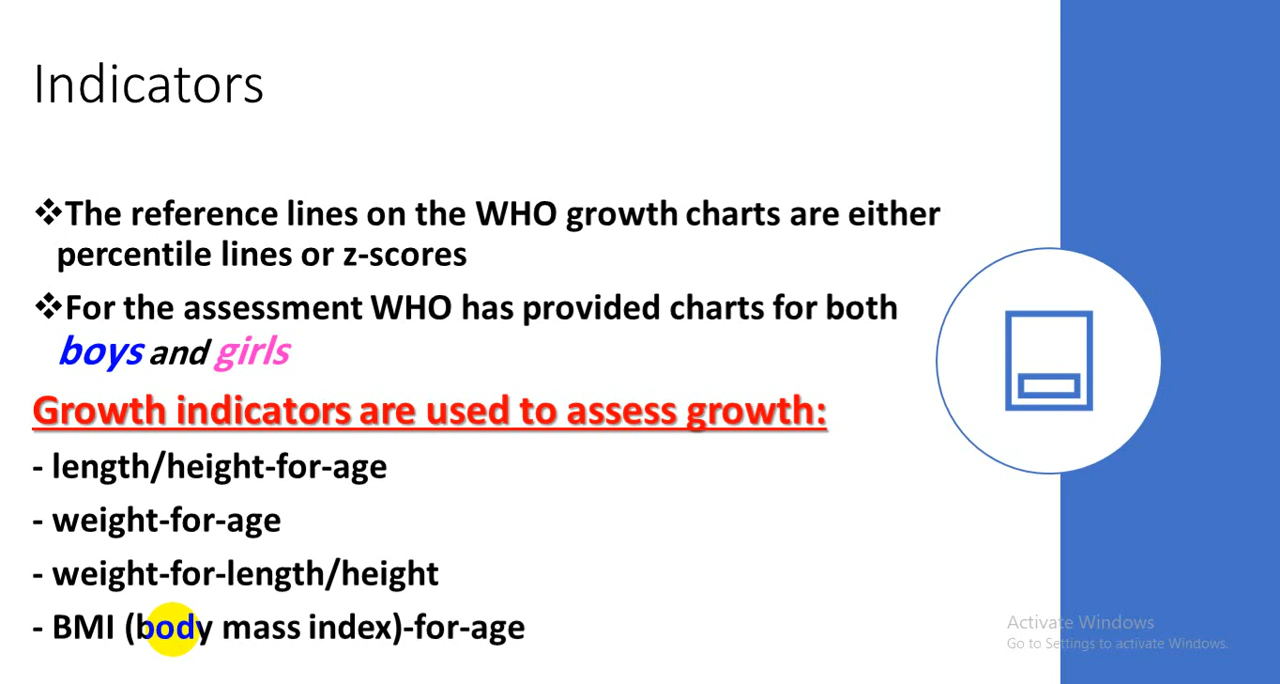 Indicators
❖The reference lines on the WHO growth charts are either
percentile lines or z-scores
❖For the assessment WHO has provided charts for both
boys and girls
Growth indicators are used to assess growth:
- length/height-for-age
- weight-for-age
- weight-for-length/height
- BMI (body mass index)-for-age
Activate Windows
Go to Settings to activate Windows.